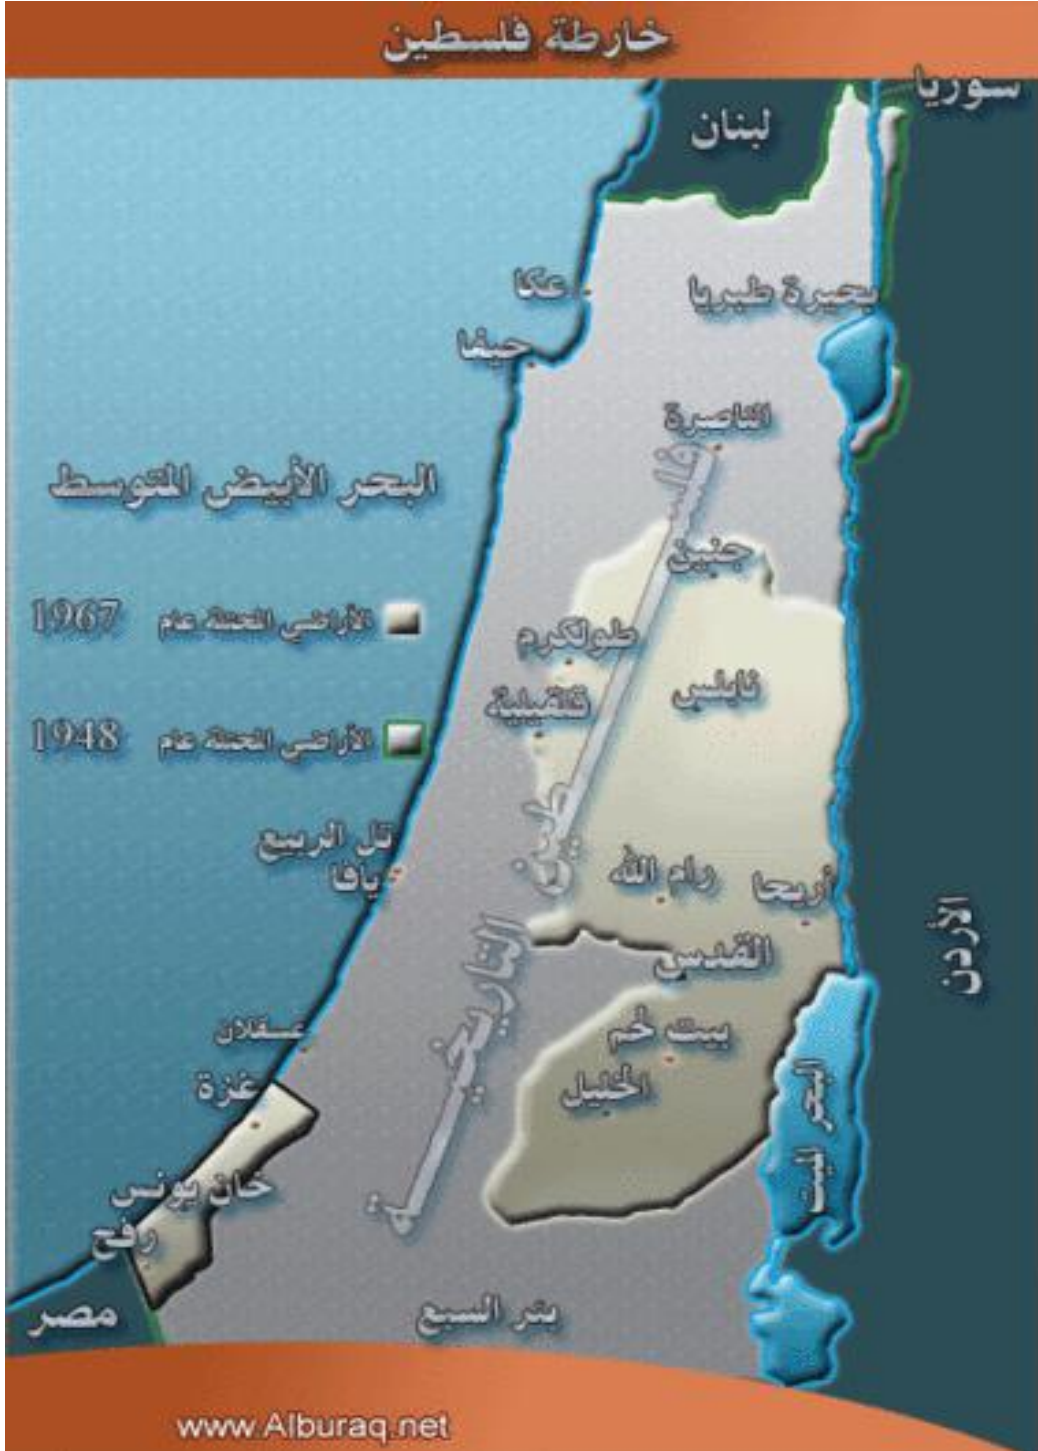 خارطة فلسطين
سوريا
لبنان
عكا
بحيرة طبريا
حيفا
الناصرة
البحر الأبيض المتوسط
جنين
الأراضي المحتلة عام 1967
طولكرم
نابلس
قلقيلية
الأراضي المحتلة عام 1948
فلسطين التاريخية
تل الربيع
يافا
رام الله
أريحا
القدس
الأردن
عسقلان
بيت لحم
غزة
الخليل
البحر الميت
خان يونس
رفح
مصر
بئر السبع
www.Alburaq.net